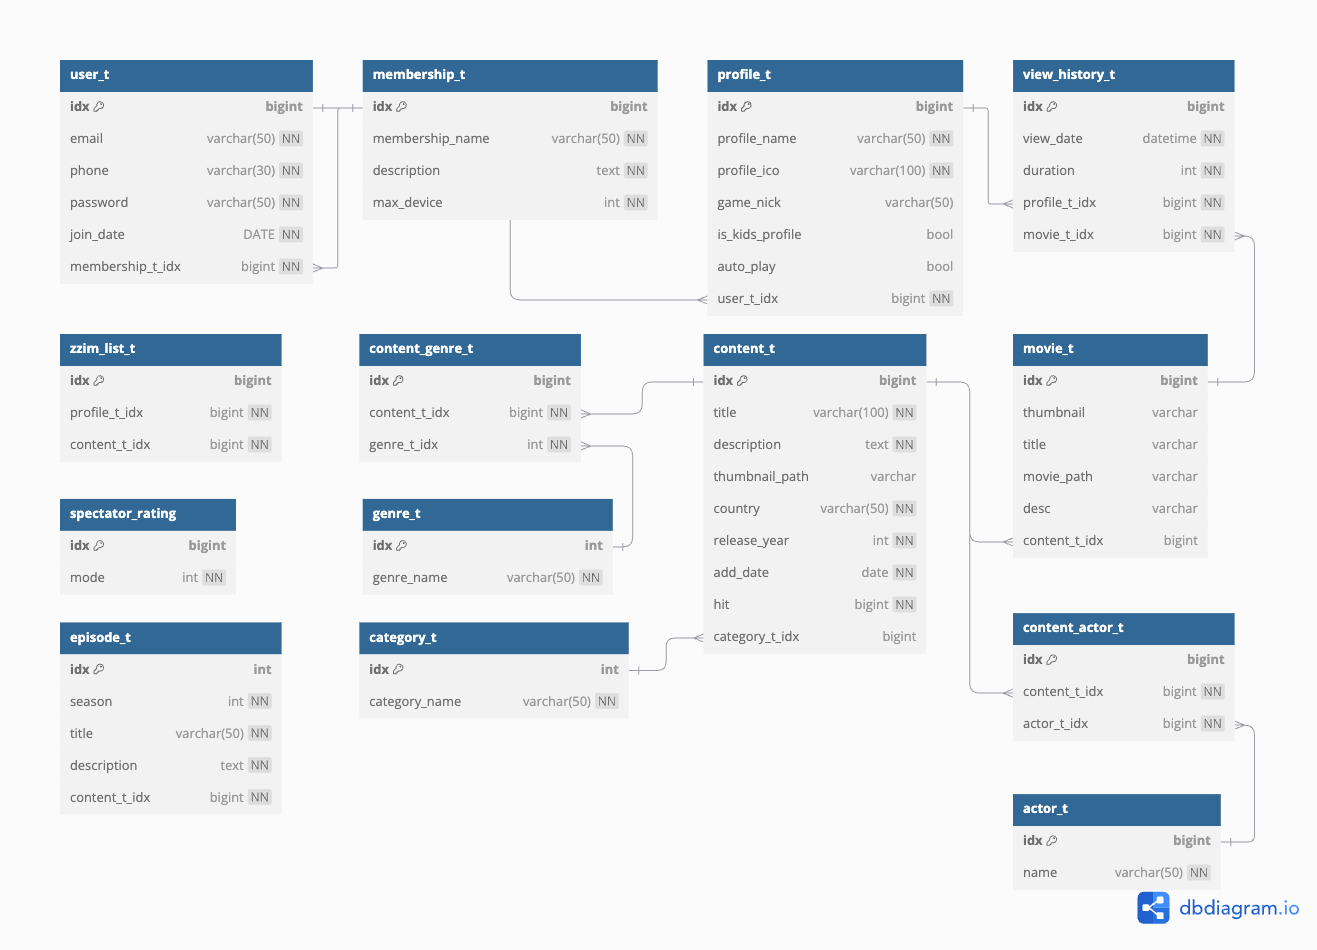 user_t
idx bigint
email varchar(50) NN
phone varchar(30) NN
password varchar(50) NN
join_date DATE NN
membership_t_idx bigint NN
membership_t
idx bigint
membership_name varchar(50) NN
description text NN
max_device int NN
profile_t
idx bigint
profile_name varchar(50) NN
profile_ico varchar(100) NN
game_nick varchar(50)
is_kids_profile bool
auto_play bool
user_t_idx bigint NN
view_history_t
idx bigint
view_date datetime NN
duration int NN
profile_t_idx bigint NN
movie_t_idx bigint NN
zzim_list_t
idx bigint
profile_t_idx bigint NN
content_t_idx bigint NN
content_genre_t
idx bigint
content_t_idx bigint NN
genre_t_idx int NN
content_t
idx bigint
title varchar(100) NN
description text NN
thumbnail_path varchar
country varchar(50) NN
release_year int NN
add_date date NN
hit bigint NN
category_t_idx bigint
movie_t
idx bigint
thumbnail varchar
title varchar
movie_path varchar
desc varchar
content_t_idx bigint
spectator_rating
idx bigint
mode int NN
genre_t
idx int
genre_name varchar(50) NN
episode_t
idx int
season int NN
title varchar(50) NN
description text NN
content_t_idx bigint NN
category_t
idx int
category_name varchar(50) NN
content_actor_t
idx bigint
content_t_idx bigint NN
actor_t_idx bigint NN
actor_t
idx bigint
name varchar(50) NN
dbdiagram.io